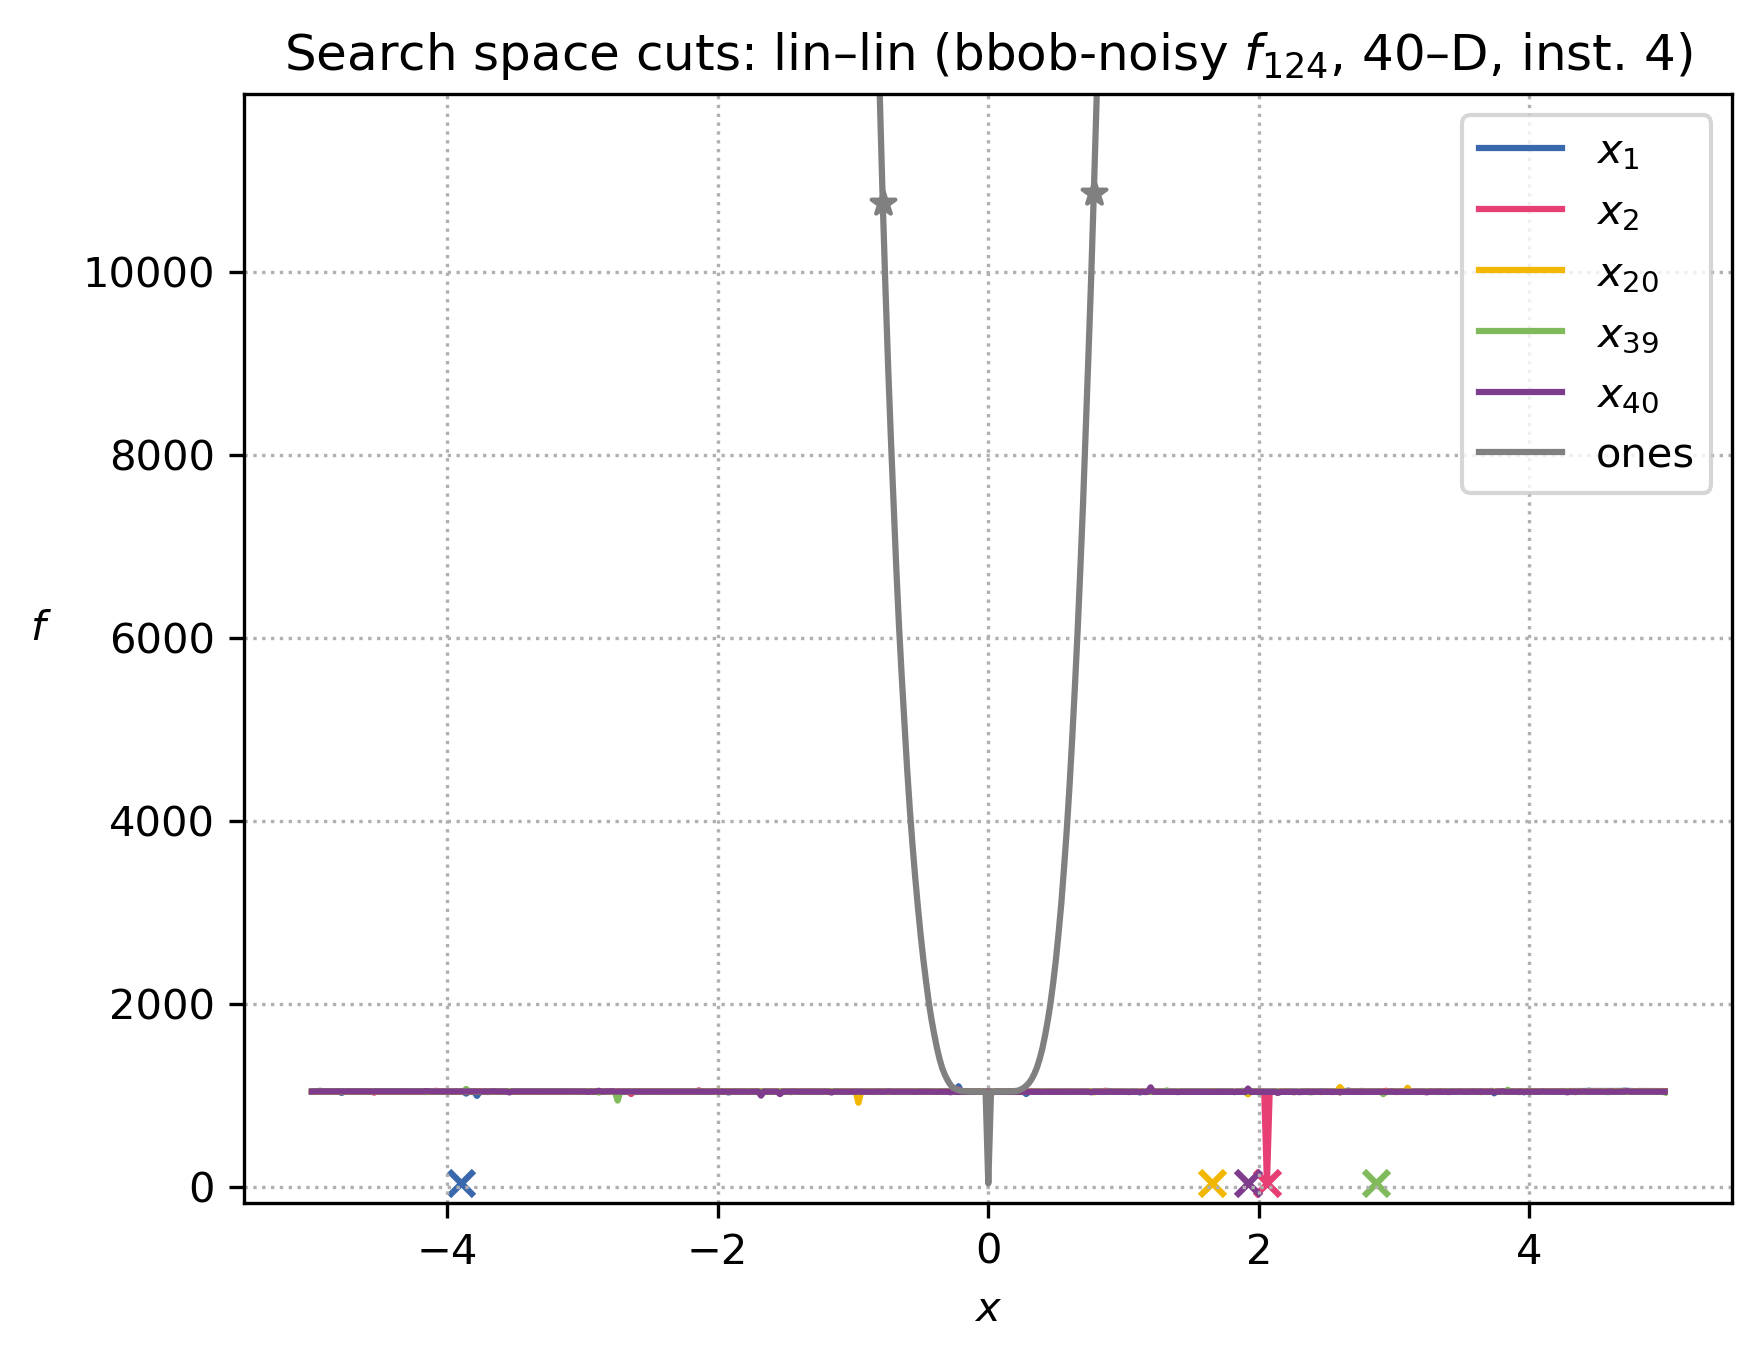 Search space cuts: lin–lin (bbob-noisy f₁₂₄, 40–D, inst. 4)
x₁
x₂
x₂₀
x₃₉
x₄₀
ones
10000
8000
6000
4000
2000
0
f
−4 −2 0 2 4
x